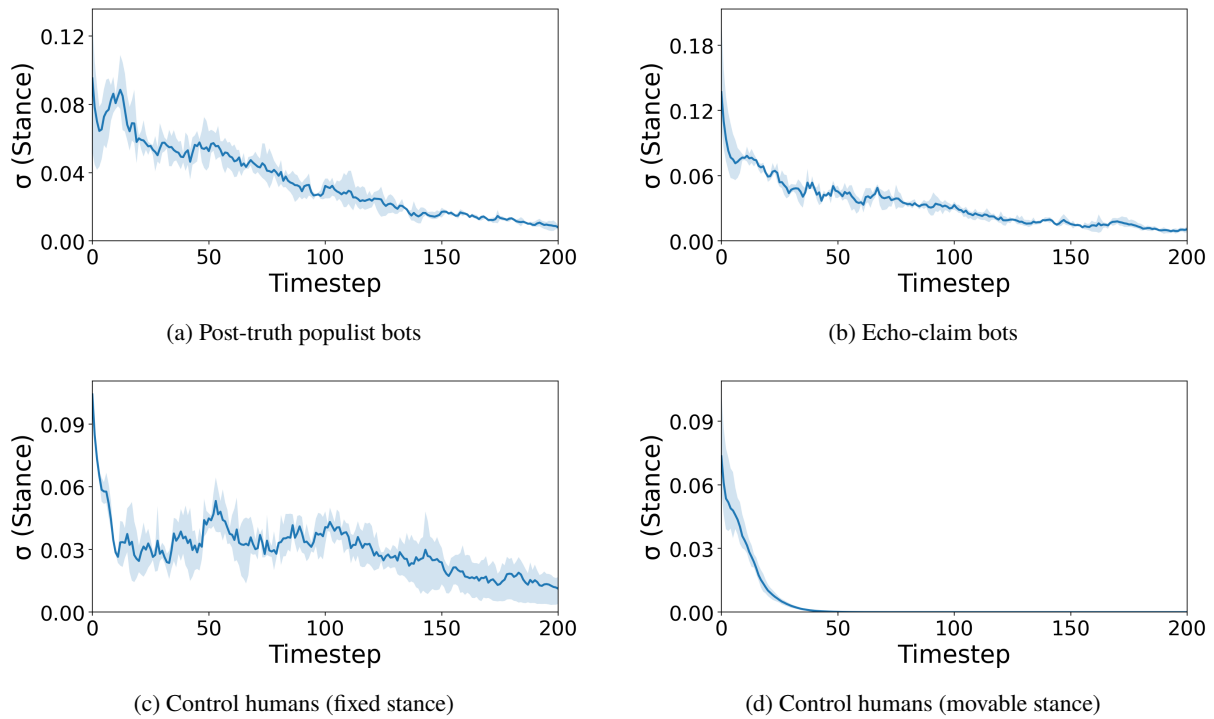 0.12
0.08
0.04
0.00
σ (Stance)
0 50 100 150 200
Timestep
(a) Post-truth populist bots
0.18
0.12
0.06
0.00
σ (Stance)
0 50 100 150 200
Timestep
(b) Echo-claim bots
0.09
0.06
0.03
0.00
σ (Stance)
0 50 100 150 200
Timestep
(c) Control humans (fixed stance)
0.09
0.06
0.03
0.00
σ (Stance)
0 50 100 150 200
Timestep
(d) Control humans (movable stance)